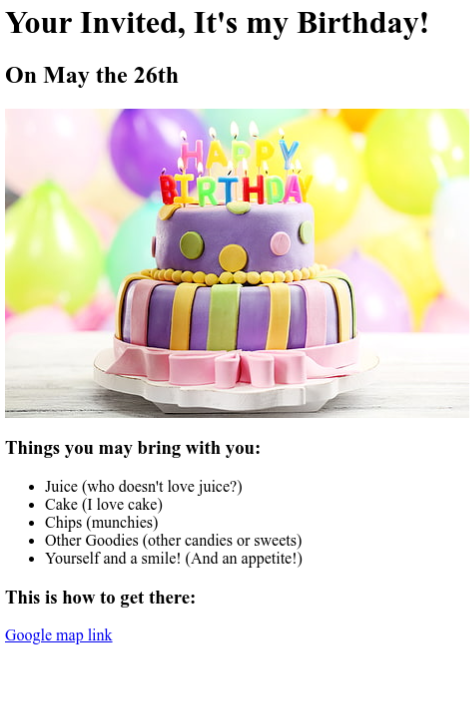 Your Invited, It's my Birthday!
On May the 26th
HAPPY
BIRTHDAY
Things you may bring with you:
Juice (who doesn't love juice?)
Cake (I love cake)
Chips (munchies)
Other Goodies (other candies or sweets)
Yourself and a smile! (And an appetite!)
This is how to get there:
Google map link